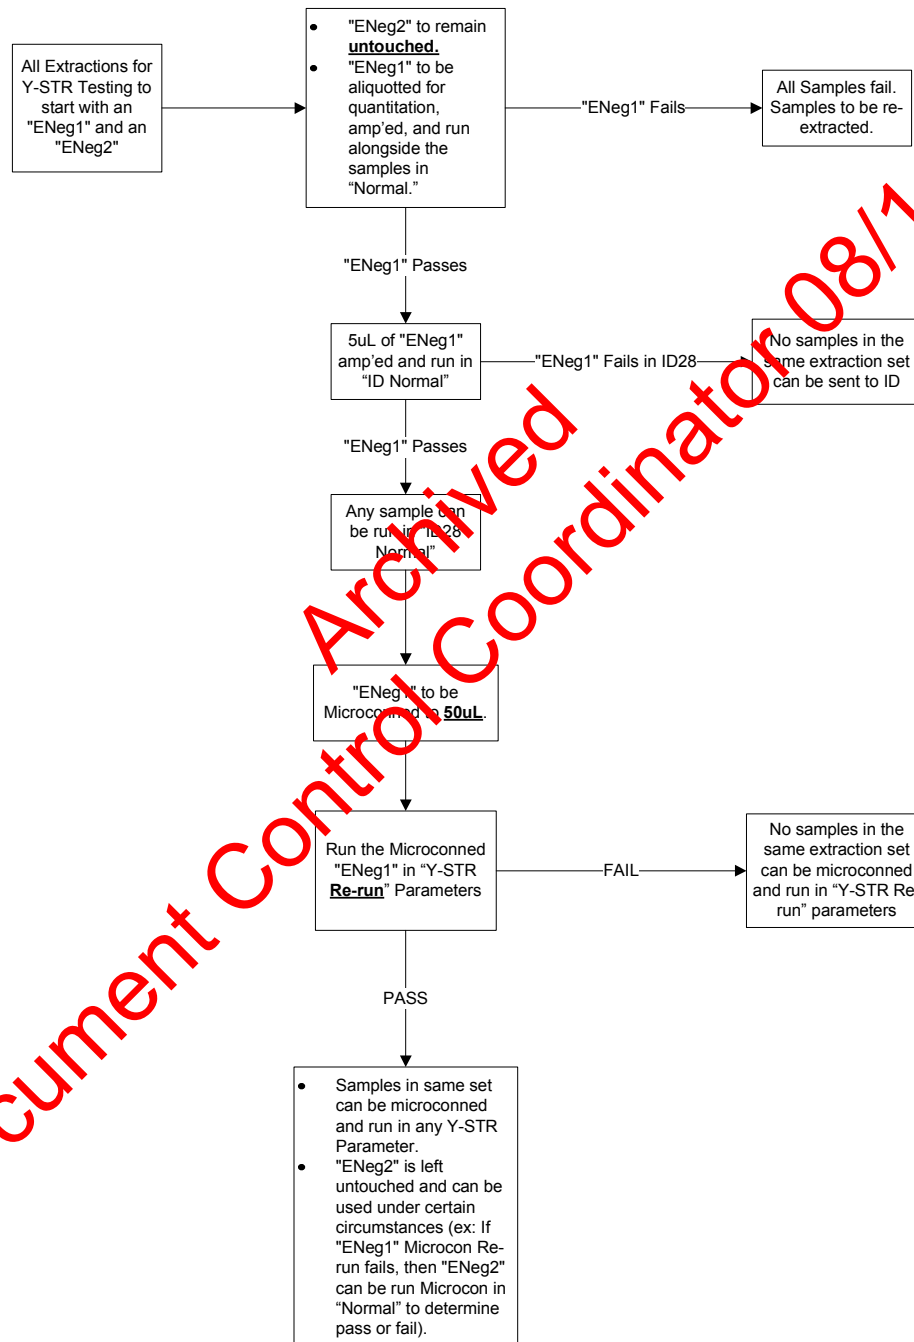 All Extractions for
Y-STR Testing to
start with an
"ENeg1" and an
"ENeg2"
• "ENeg2" to remain
untouched.
• "ENeg1" to be
aliquotted for
quantitation,
amp'ed, and run
alongside the
samples in
“Normal.”
"ENeg1" Fails
All Samples fail.
Samples to be re-
extracted.
"ENeg1" Passes
5uL of "ENeg1"
amp'ed and run in
“ID Normal”
"ENeg1" Fails in ID28
No samples in the
same extraction set
can be sent to ID
"ENeg1" Passes
Any sample can
be run in “ID28
Normal”
"ENeg1" to be
Microconned to 50uL.
Run the Microconned
"ENeg1" in “Y-STR
Re-run” Parameters
FAIL
No samples in the
same extraction set
can be microconned
and run in “Y-STR Re-
run” parameters
PASS
• Samples in same set
can be microconned
and run in any Y-STR
Parameter.
• "ENeg2" is left
untouched and can be
used under certain
circumstances (ex: If
"ENeg1" Microcon Re-
run fails, then "ENeg2"
can be run Microcon in
“Normal” to determine
pass or fail).
Archived
cument Control Coordinator 08/1